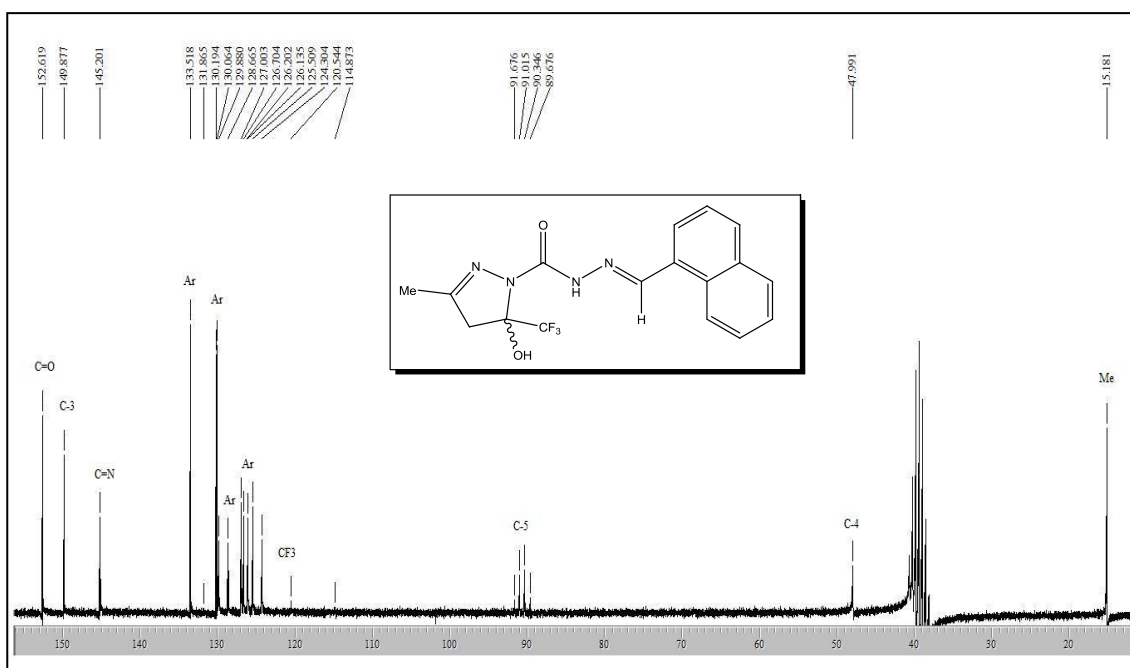 152.619
149.877
145.201
133.518
131.865
130.194
130.064
129.880
128.665
127.003
126.704
126.202
126.135
125.509
124.304
120.544
114.873
91.676
91.015
90.346
89.676
47.991
15.181
O
N
N
N
N
H
H
Me
CF3
OH
Ar
Ar
C=O
C-3
C=N
Ar
Ar
CF3
C-5
C-4
Me
150 140 130 120 110 100 90 80 70 60 50 40 30 20